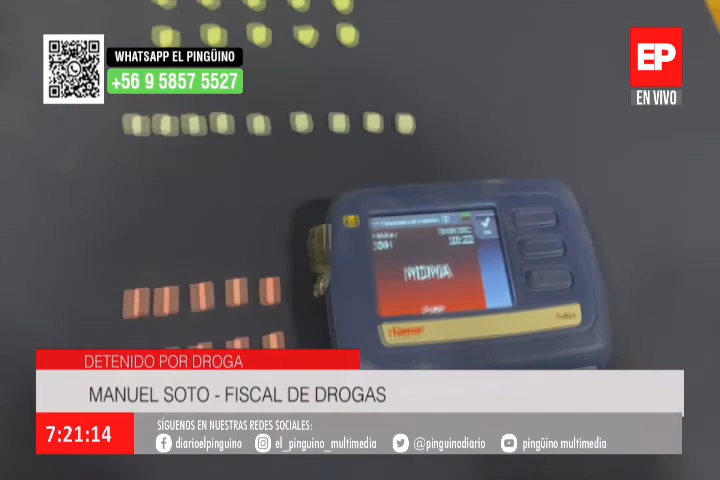 WHATSAPP EL PINGÜINO
+56 9 5857 5527
EP
EN VIVO
MDMA
DETENIDO POR DROGA
MANUEL SOTO - FISCAL DE DROGAS
7:21:14
SÍGUENOS EN NUESTRAS REDES SOCIALES:
diarioelpinguino
el_pinguino_multimedia
@pinguinodiario
pingüino multimedia